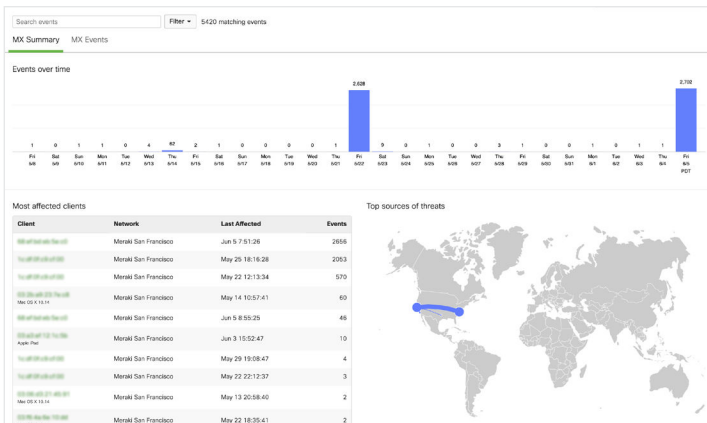 Search events
Filter
5420 matching events
MX Summary
MX Events
Events over time
1 0 1 1 0 4 67 2 1 0 0 0 0 1 2,628 9 0 1 0 0 3 1 0 0 1 0 1 1 2,702
Fri 5/8
Sat 5/9
Sun 5/10
Mon 5/11
Tue 5/12
Wed 5/13
Thu 5/14
Fri 5/15
Sat 5/16
Sun 5/17
Mon 5/18
Tue 5/19
Wed 5/20
Thu 5/21
Fri 5/22
Sat 5/23
Sun 5/24
Mon 5/25
Tue 5/26
Wed 5/27
Thu 5/28
Fri 5/29
Sat 5/30
Sun 5/31
Mon 6/1
Tue 6/2
Wed 6/3
Thu 6/4
Fri 6/5 PDT
Most affected clients
Top sources of threats
Client Network Last Affected Events
Meraki San Francisco Jun 5 7:51:26 2656
Meraki San Francisco May 25 18:16:28 2053
Meraki San Francisco May 22 12:13:34 570
Meraki San Francisco May 14 10:57:41 60
Mac OS X 10.14
Meraki San Francisco Jun 5 8:55:25 46
Meraki San Francisco Jun 3 15:52:47 10
Apple iPad
Meraki San Francisco May 29 19:08:47 4
Meraki San Francisco May 22 22:12:37 3
Meraki San Francisco May 13 20:58:40 2
Mac OS X 10.14
Meraki San Francisco May 22 18:35:41 2